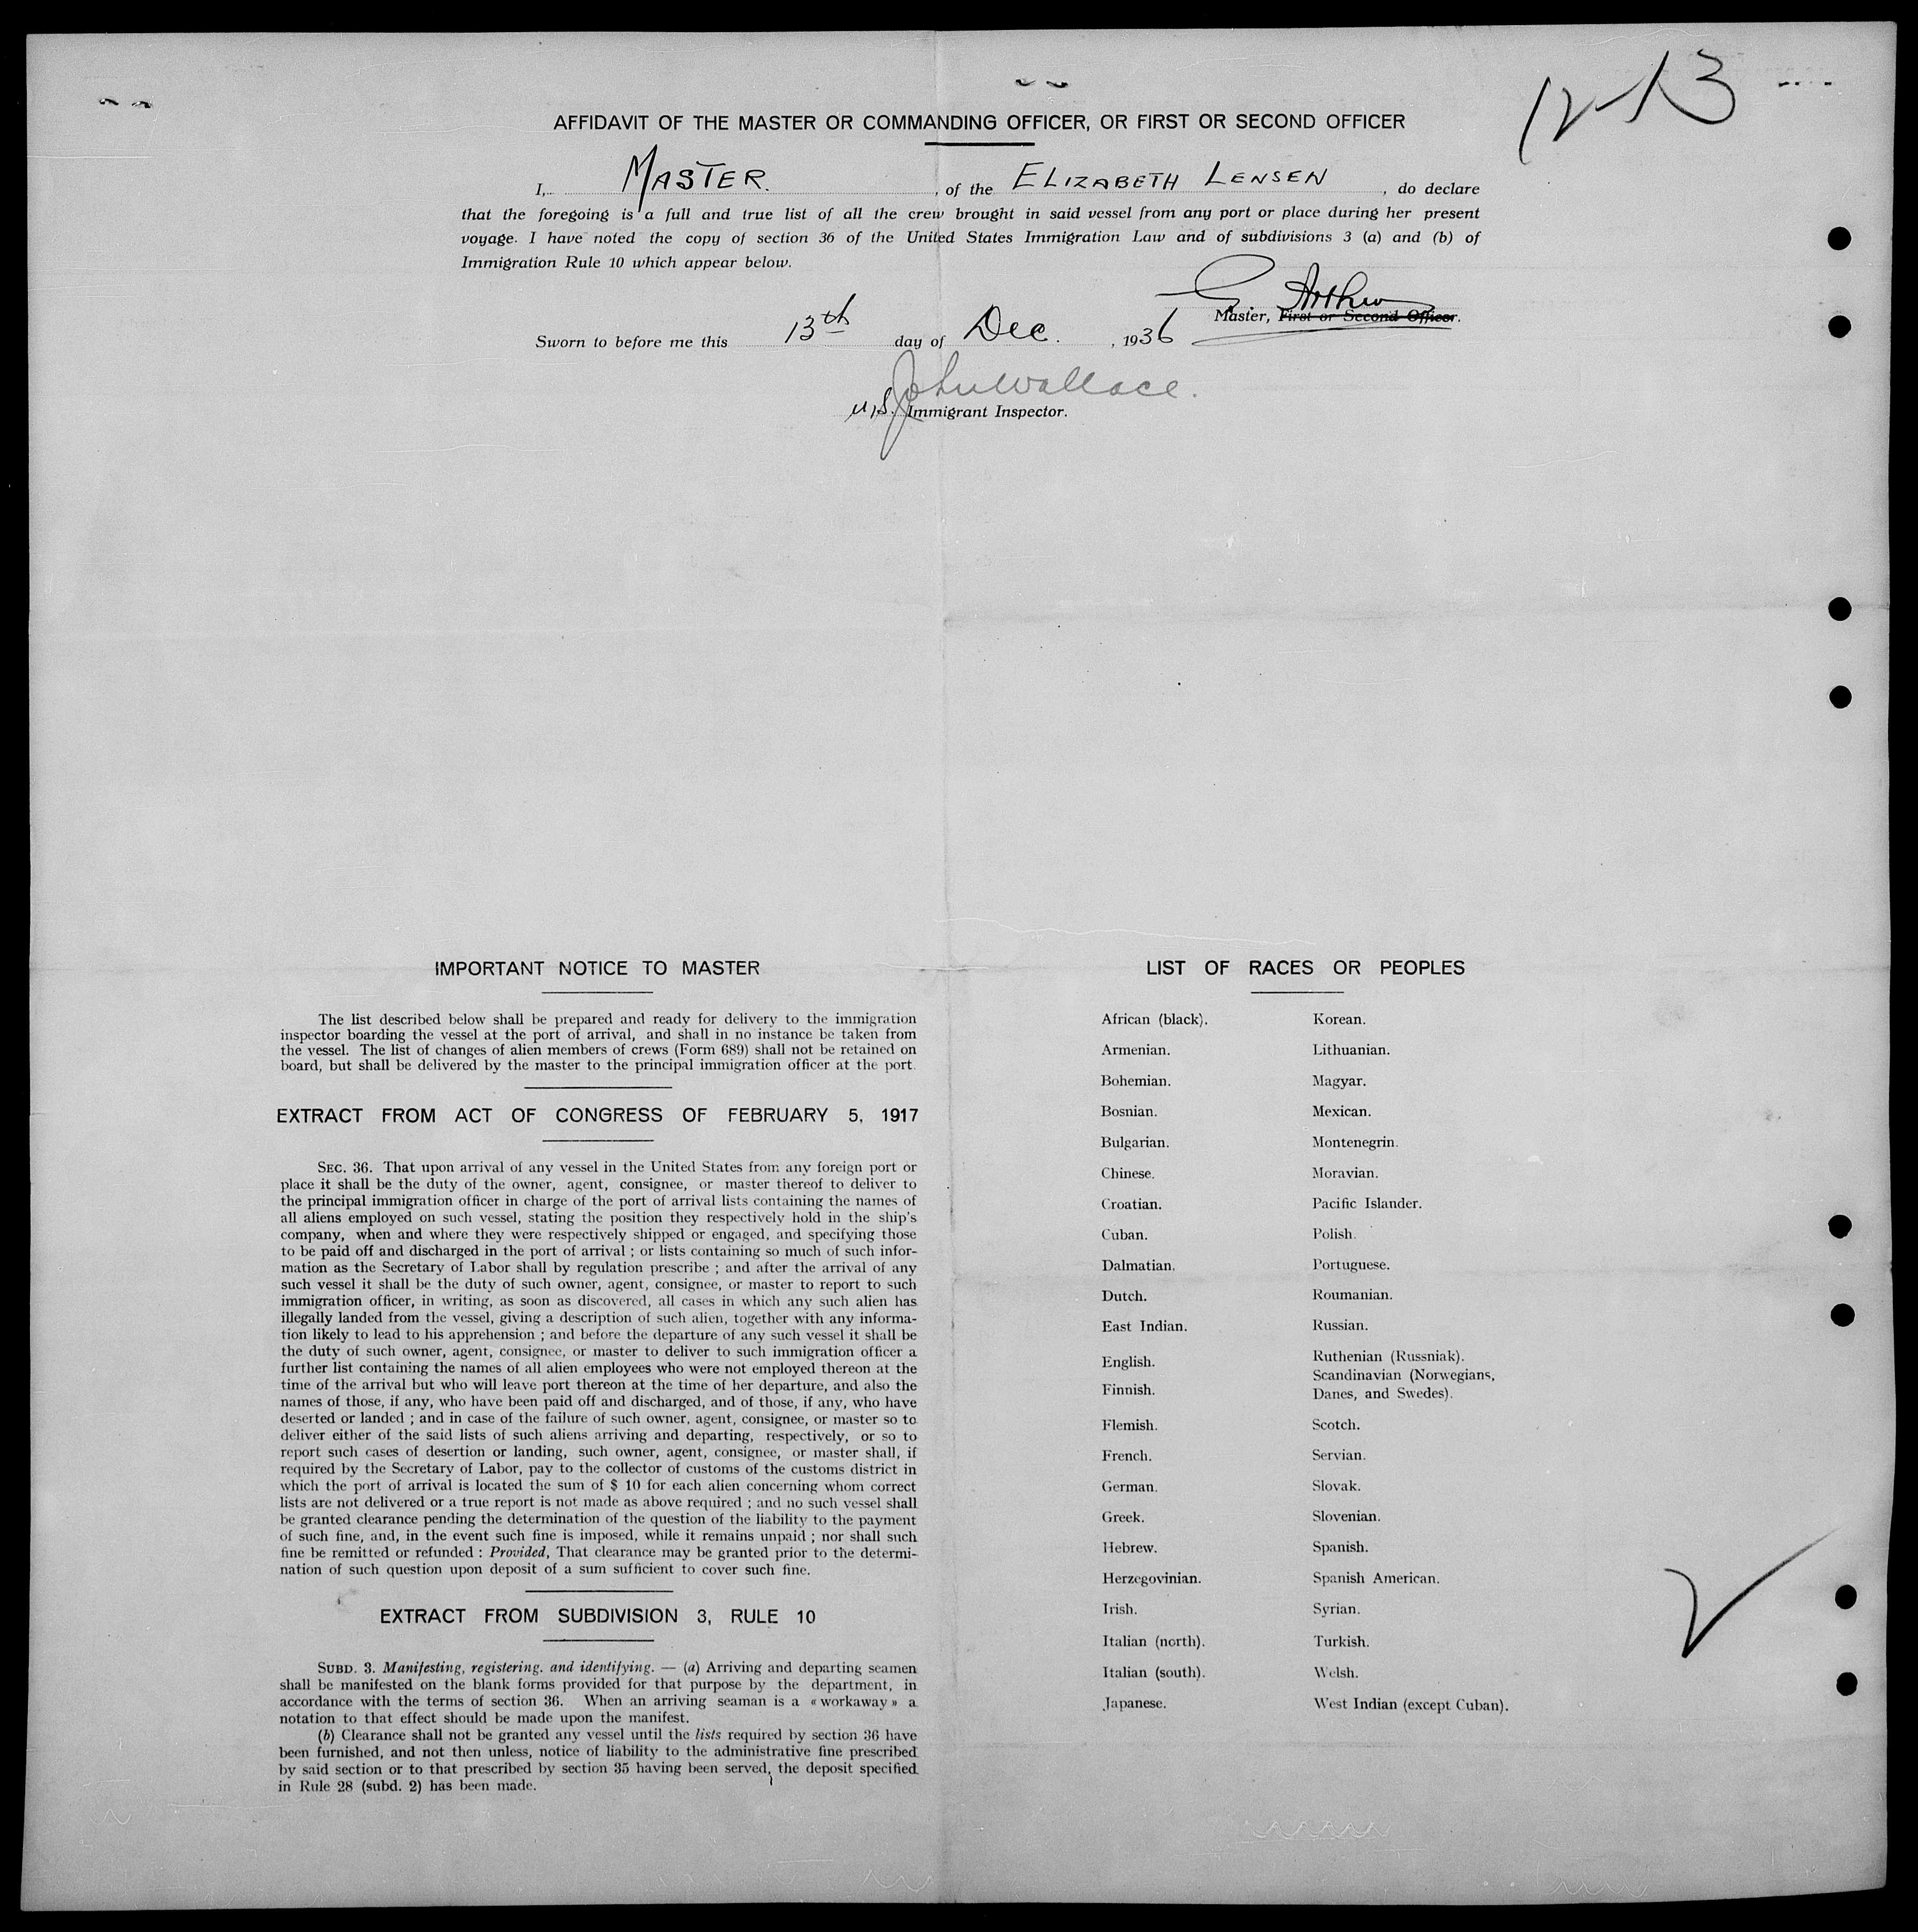 12-13
AFFIDAVIT OF THE MASTER OR COMMANDING OFFICER, OR FIRST OR SECOND OFFICER
I, MASTER. , of the ELIZABETH LENSEN , do declare
that the foregoing is a full and true list of all the crew brought in said vessel from any port or place during her present
voyage. I have noted the copy of section 36 of the United States Immigration Law and of subdivisions 3 (a) and (b) of
Immigration Rule 10 which appear below.
G. Arthur
Master, First or Second Officer.
Sworn to before me this 13th day of Dec. , 1936
John Wallace.
U.S. Immigrant Inspector.
IMPORTANT NOTICE TO MASTER
The list described below shall be prepared and ready for delivery to the immigration
inspector boarding the vessel at the port of arrival, and shall in no instance be taken from
the vessel. The list of changes of alien members of crews (Form 689) shall not be retained on
board, but shall be delivered by the master to the principal immigration officer at the port.
EXTRACT FROM ACT OF CONGRESS OF FEBRUARY 5, 1917
SEC. 36. That upon arrival of any vessel in the United States from any foreign port or
place it shall be the duty of the owner, agent, consignee, or master thereof to deliver to
the principal immigration officer in charge of the port of arrival lists containing the names of
all aliens employed on such vessel, stating the position they respectively hold in the ship's
company, when and where they were respectively shipped or engaged, and specifying those
to be paid off and discharged in the port of arrival ; or lists containing so much of such infor-
mation as the Secretary of Labor shall by regulation prescribe ; and after the arrival of any
such vessel it shall be the duty of such owner, agent, consignee, or master to report to such
immigration officer, in writing, as soon as discovered, all cases in which any such alien has
illegally landed from the vessel, giving a description of such alien, together with any informa-
tion likely to lead to his apprehension ; and before the departure of any such vessel it shall be
the duty of such owner, agent, consignee, or master to deliver to such immigration officer a
further list containing the names of all alien employees who were not employed thereon at the
time of the arrival but who will leave port thereon at the time of her departure, and also the
names of those, if any, who have been paid off and discharged, and of those, if any, who have
deserted or landed ; and in case of the failure of such owner, agent, consignee, or master so to
deliver either of the said lists of such aliens arriving and departing, respectively, or so to
report such cases of desertion or landing, such owner, agent, consignee, or master shall, if
required by the Secretary of Labor, pay to the collector of customs of the customs district in
which the port of arrival is located the sum of $ 10 for each alien concerning whom correct
lists are not delivered or a true report is not made as above required ; and no such vessel shall
be granted clearance pending the determination of the question of the liability to the payment
of such fine, and, in the event such fine is imposed, while it remains unpaid ; nor shall such
fine be remitted or refunded : Provided, That clearance may be granted prior to the determi-
nation of such question upon deposit of a sum sufficient to cover such fine.
EXTRACT FROM SUBDIVISION 3, RULE 10
SUBD. 3. Manifesting, registering. and identifying. — (a) Arriving and departing seamen
shall be manifested on the blank forms provided for that purpose by the department, in
accordance with the terms of section 36. When an arriving seaman is a « workaway » a
notation to that effect should be made upon the manifest.
(b) Clearance shall not be granted any vessel until the lists required by section 36 have
been furnished, and not then unless, notice of liability to the administrative fine prescribed
by said section or to that prescribed by section 35 having been served, the deposit specified
in Rule 28 (subd. 2) has been made.
LIST OF RACES OR PEOPLES
African (black).
Armenian.
Bohemian.
Bosnian.
Bulgarian.
Chinese.
Croatian.
Cuban.
Dalmatian.
Dutch.
East Indian.
English.
Finnish.
Flemish.
French.
German.
Greek.
Hebrew.
Herzegovinian.
Irish.
Italian (north).
Italian (south).
Japanese.
Korean.
Lithuanian.
Magyar.
Mexican.
Montenegrin.
Moravian.
Pacific Islander.
Polish.
Portuguese.
Roumanian.
Russian.
Ruthenian (Russniak).
Scandinavian (Norwegians,
Danes, and Swedes).
Scotch.
Servian.
Slovak.
Slovenian.
Spanish.
Spanish American.
Syrian.
Turkish.
Welsh.
West Indian (except Cuban).